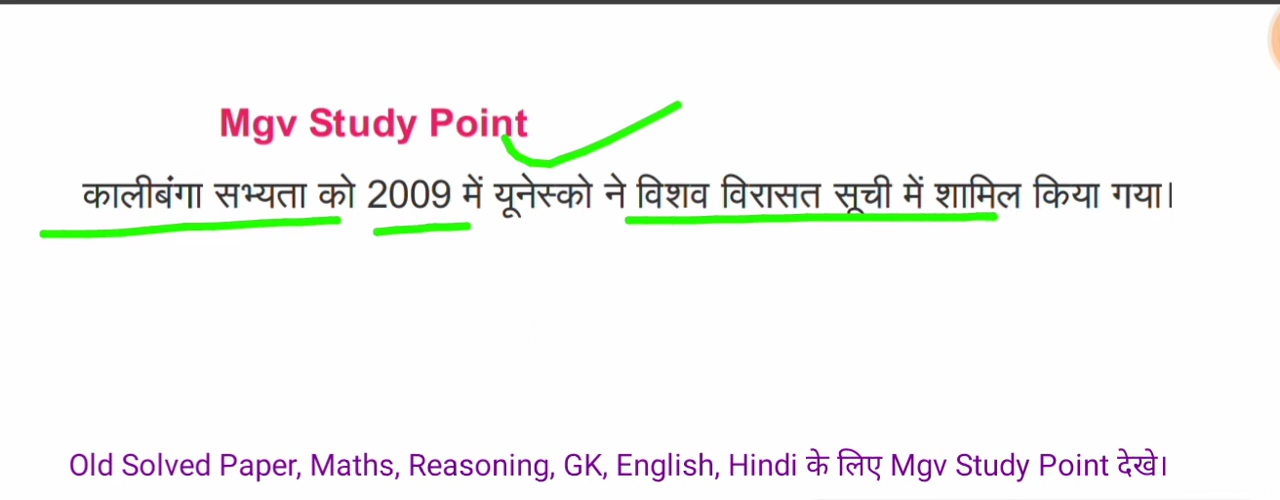 Mgv Study Point
कालीबंगा सभ्यता को 2009 में यूनेस्को ने विशव विरासत सूची में शामिल किया गया।
Old Solved Paper, Maths, Reasoning, GK, English, Hindi के लिए Mgv Study Point देखे।